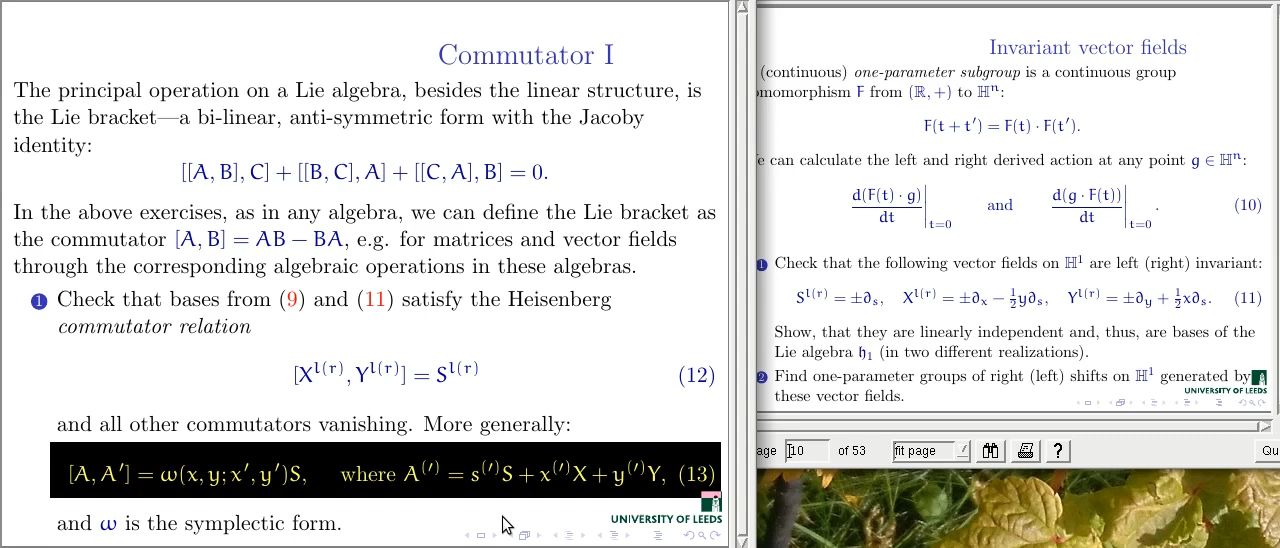 Commutator I
The principal operation on a Lie algebra, besides the linear structure, is
the Lie bracket—a bi-linear, anti-symmetric form with the Jacoby
identity:
[[A, B], C] + [[B, C], A] + [[C, A], B] = 0.
In the above exercises, as in any algebra, we can define the Lie bracket as
the commutator [A, B] = AB − BA, e.g. for matrices and vector fields
through the corresponding algebraic operations in these algebras.
1 Check that bases from (9) and (11) satisfy the Heisenberg
commutator relation
[X^{l(r)}, Y^{l(r)}] = S^{l(r)} (12)
and all other commutators vanishing. More generally:
[A, A′] = ω(x, y; x′, y′)S, where A^{(′)} = s^{(′)}S + x^{(′)}X + y^{(′)}Y, (13)
and ω is the symplectic form.
UNIVERSITY OF LEEDS
Invariant vector fields
(continuous) one-parameter subgroup is a continuous group
omomorphism F from (ℝ, +) to ℍⁿ:
F(t + t′) = F(t) · F(t′).
e can calculate the left and right derived action at any point g ∈ ℍⁿ:
d(F(t) · g)/dt |_{t=0} and d(g · F(t))/dt |_{t=0}. (10)
1 Check that the following vector fields on ℍ¹ are left (right) invariant:
S^{l(r)} = ±∂_s, X^{l(r)} = ±∂_x − ½y∂_s, Y^{l(r)} = ±∂_y + ½x∂_s. (11)
Show, that they are linearly independent and, thus, are bases of the
Lie algebra 𝔥₁ (in two different realizations).
2 Find one-parameter groups of right (left) shifts on ℍ¹ generated by
these vector fields.
UNIVERSITY OF LEEDS
age 10 of 53 fit page ? Qu